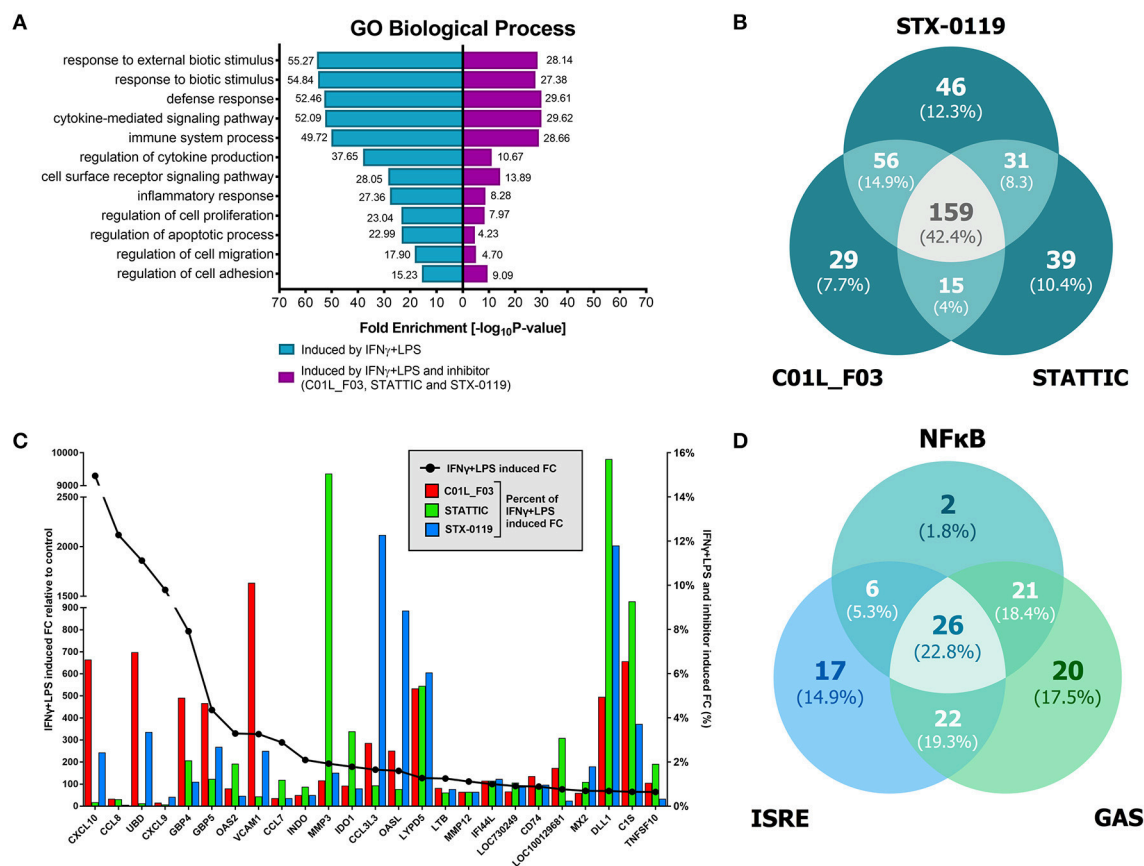 A
GO Biological Process
response to external biotic stimulus 55.27 28.14
response to biotic stimulus 54.84 27.38
defense response 52.46 29.61
cytokine-mediated signaling pathway 52.09 29.62
immune system process 49.72 28.66
regulation of cytokine production 37.65 10.67
cell surface receptor signaling pathway 28.05 13.89
inflammatory response 27.36 8.28
regulation of cell proliferation 23.04 7.97
regulation of apoptotic process 22.99 4.23
regulation of cell migration 17.90 4.70
regulation of cell adhesion 15.23 9.09
70 60 50 40 30 20 10 0 10 20 30 40 50 60 70
Fold Enrichment [-log10P-value]
Induced by IFNγ+LPS
Induced by IFNγ+LPS and inhibitor
(C01L_F03, STATTIC and STX-0119)
B
STX-0119
46
(12.3%)
56
(14.9%)
31
(8.3)
159
(42.4%)
29
(7.7%)
39
(10.4%)
15
(4%)
C01L_F03
STATTIC
C
IFNγ+LPS induced FC relative to control
10000
9000
2500
2000
1500
900
800
700
600
500
400
300
200
100
0
IFNγ+LPS induced FC
C01L_F03
STATTIC
STX-0119
Percent of
IFNγ+LPS
induced FC
16%
14%
12%
10%
8%
6%
4%
2%
0%
IFNγ+LPS and inhibitor induced FC (%)
CXCL10
CCL8
UBD
CXCL9
GBP4
GBP5
OAS2
VCAM1
CCL7
INDO
MMP3
IDO1
CCL3L3
OASL
LYPD5
LTB
MMP12
IFI44L
LOC730249
CD74
LOC100129681
MX2
DLL1
C1S
TNFSF10
D
NFκB
2
(1.8%)
6
(5.3%)
21
(18.4%)
26
(22.8%)
17
(14.9%)
20
(17.5%)
22
(19.3%)
ISRE
GAS